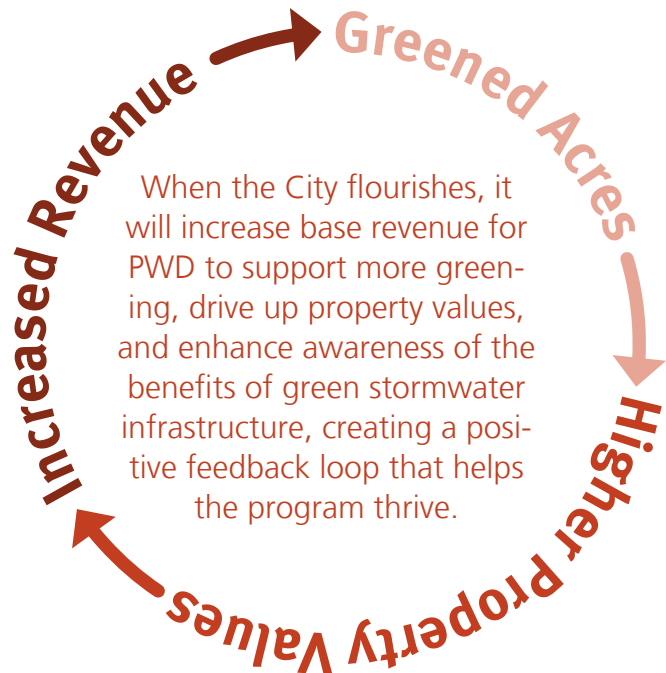 Greened Acres
Higher Property Values
Increased Revenue
When the City flourishes, it
will increase base revenue for
PWD to support more green-
ing, drive up property values,
and enhance awareness of the
benefits of green stormwater
infrastructure, creating a posi-
tive feedback loop that helps
the program thrive.